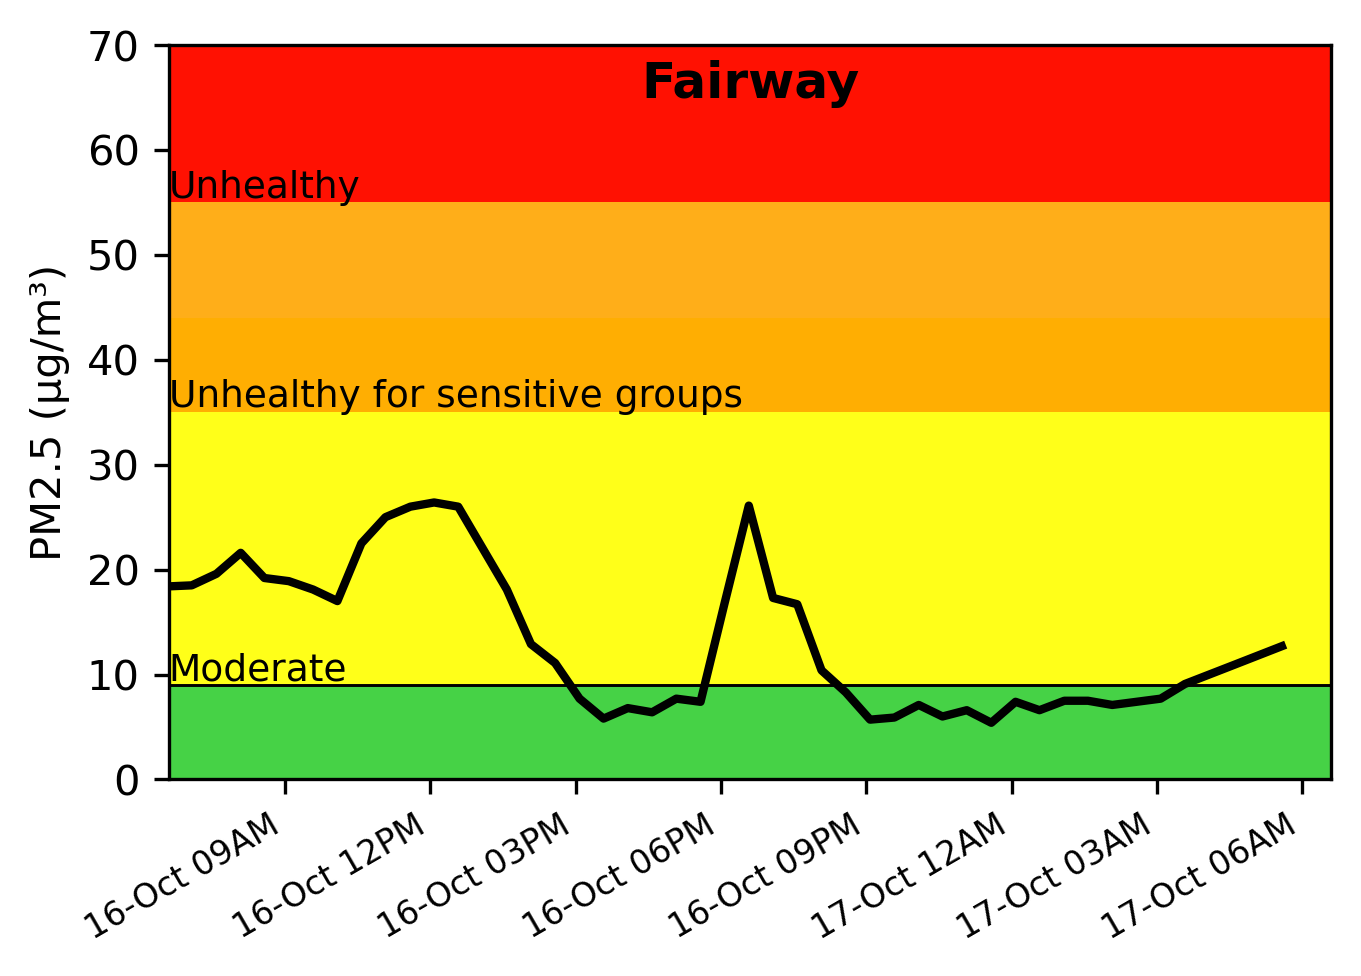 Fairway
70
60
Unhealthy
50
40
Unhealthy for sensitive groups
30
20
Moderate
10
0
PM2.5 (µg/m³)
16-Oct 09AM
16-Oct 12PM
16-Oct 03PM
16-Oct 06PM
16-Oct 09PM
17-Oct 12AM
17-Oct 03AM
17-Oct 06AM